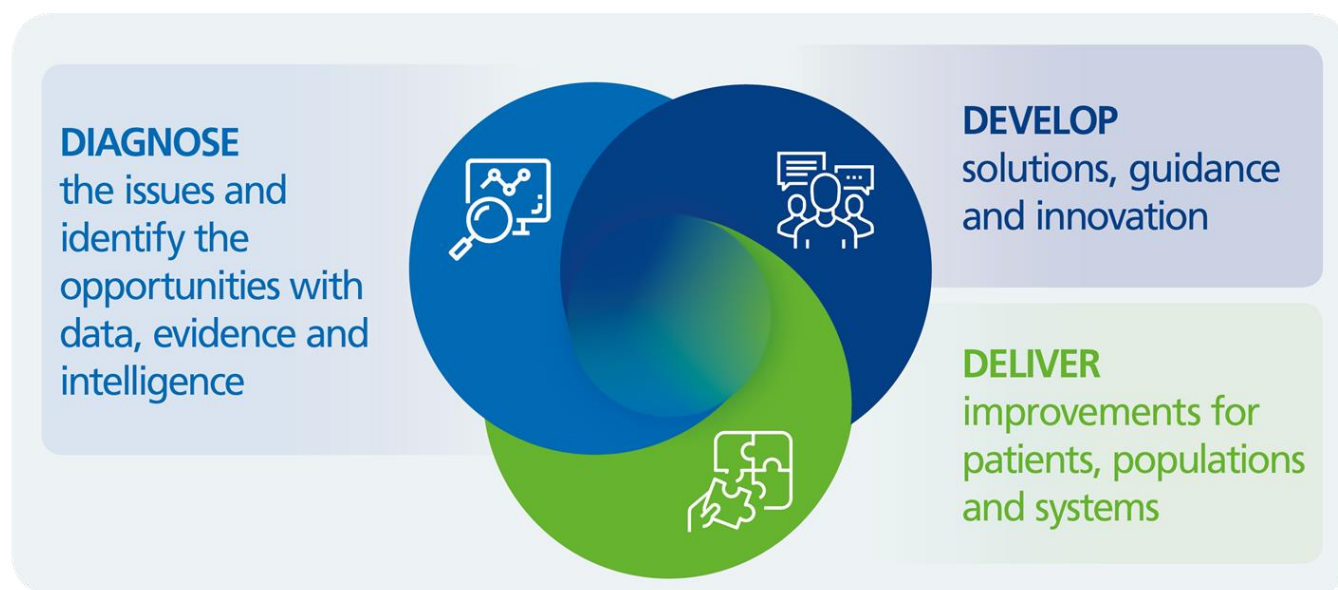 DIAGNOSE
the issues and
identify the
opportunities with
data, evidence and
intelligence
DEVELOP
solutions, guidance
and innovation
DELIVER
improvements for
patients, populations
and systems